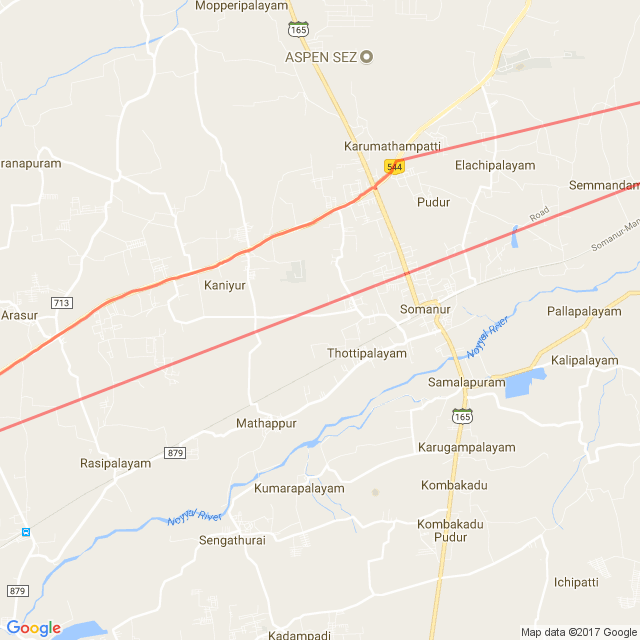 Mopperipalayam
165
ASPEN SEZ
Karumathampatti
544
ranapuram
Elachipalayam
Semmandam
Pudur
Road
Somanur-Man
Kaniyur
713
Arasur
Somanur
Pallapalayam
Noyyal River
Thottipalayam
Kalipalayam
Samalapuram
165
Mathappur
Karugampalayam
879
Rasipalayam
Kumarapalayam
Kombakadu
Noyyal River
Kombakadu
Pudur
Sengathurai
879
Ichipatti
Google
Kadampadi
Map data ©2017 Google